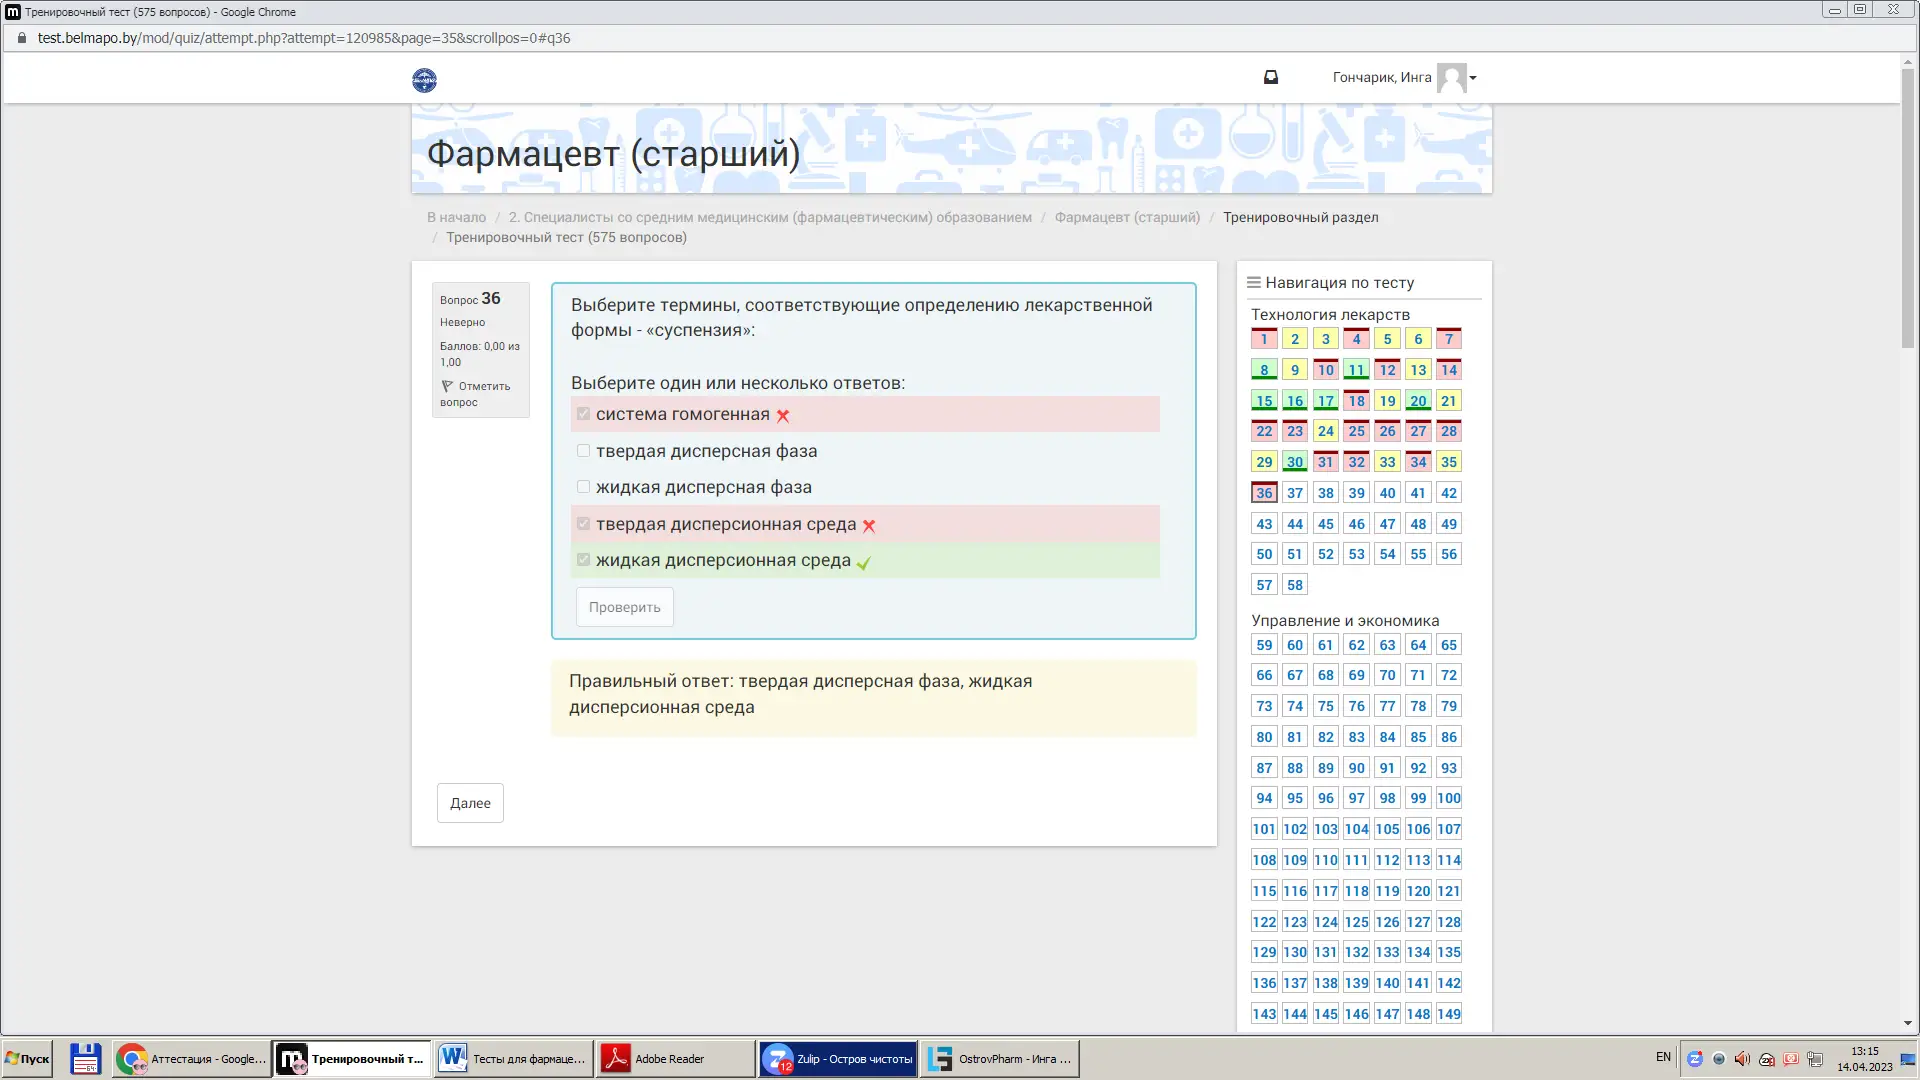 Тренировочный тест (575 вопросов) - Google Chrome
test.belmapo.by/mod/quiz/attempt.php?attempt=120985&page=35&scrollpos=0#q36
Гончарик, Инга
Фармацевт (старший)
В начало / 2. Специалисты со средним медицинским (фармацевтическим) образованием / Фармацевт (старший) / Тренировочный раздел
/ Тренировочный тест (575 вопросов)
Вопрос 36
Неверно
Баллов: 0,00 из
1,00
Отметить
вопрос
Выберите термины, соответствующие определению лекарственной
формы - «суспензия»:
Выберите один или несколько ответов:
система гомогенная
твердая дисперсная фаза
жидкая дисперсная фаза
твердая дисперсионная среда
жидкая дисперсионная среда
Проверить
Правильный ответ: твердая дисперсная фаза, жидкая
дисперсионная среда
Далее
Навигация по тесту
Технология лекарств
1 2 3 4 5 6 7
8 9 10 11 12 13 14
15 16 17 18 19 20 21
22 23 24 25 26 27 28
29 30 31 32 33 34 35
36 37 38 39 40 41 42
43 44 45 46 47 48 49
50 51 52 53 54 55 56
57 58
Управление и экономика
59 60 61 62 63 64 65
66 67 68 69 70 71 72
73 74 75 76 77 78 79
80 81 82 83 84 85 86
87 88 89 90 91 92 93
94 95 96 97 98 99 100
101 102 103 104 105 106 107
108 109 110 111 112 113 114
115 116 117 118 119 120 121
122 123 124 125 126 127 128
129 130 131 132 133 134 135
136 137 138 139 140 141 142
143 144 145 146 147 148 149
Пуск
Аттестация - Google...
Тренировочный т...
Тесты для фармаце...
Adobe Reader
12
Zulip - Остров чистоты
OstrovPharm - Инга ...
EN
13:15
14.04.2023